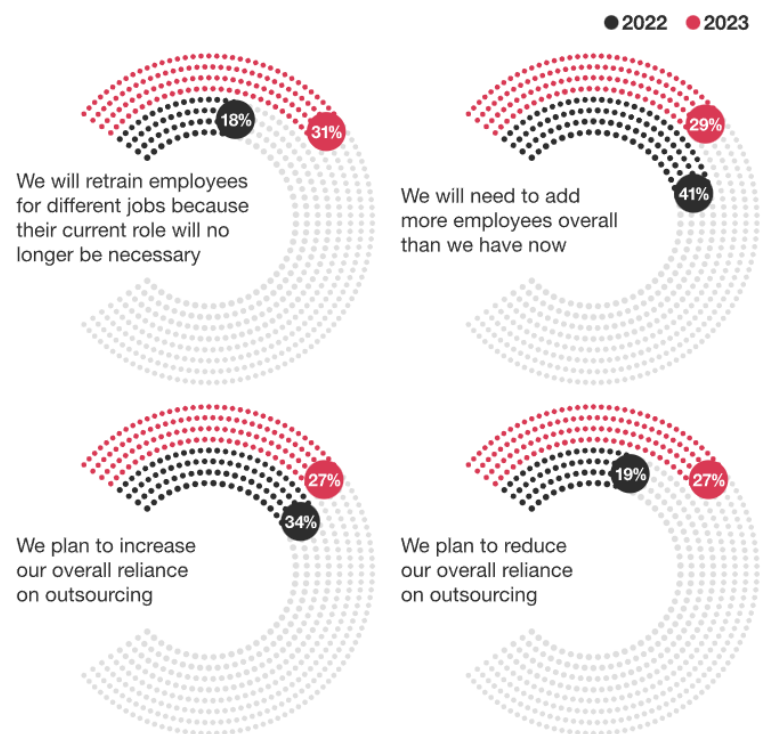 2022 2023
18%
31%
We will retrain employees
for different jobs because
their current role will no
longer be necessary
29%
41%
We will need to add
more employees overall
than we have now
27%
34%
We plan to increase
our overall reliance
on outsourcing
19%
27%
We plan to reduce
our overall reliance
on outsourcing